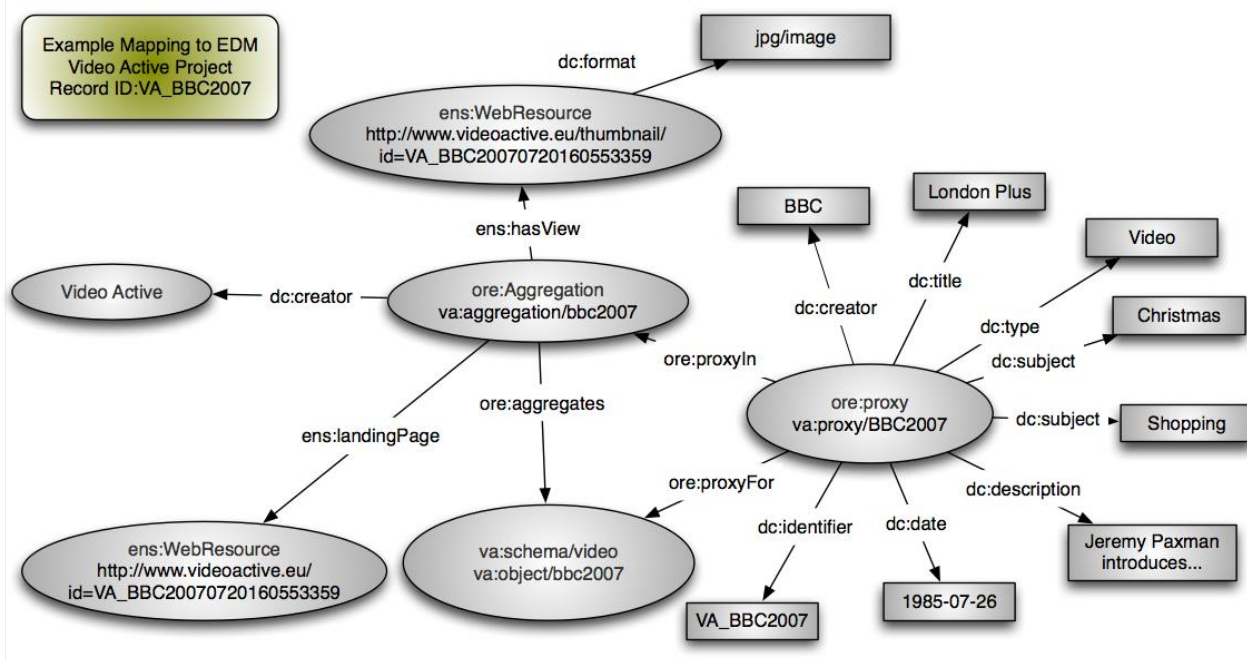 Example Mapping to EDM
Video Active Project
Record ID:VA_BBC2007
jpg/image
dc:format
ens:WebResource
http://www.videoactive.eu/thumbnail/
id=VA_BBC20070720160553359
ens:hasView
BBC
London Plus
Video
dc:title
Video Active
dc:creator
ore:Aggregation
va:aggregation/bbc2007
dc:creator
dc:type
Christmas
ore:proxyIn
dc:subject
ore:aggregates
ore:proxy
va:proxy/BBC2007
dc:subject
Shopping
ens:landingPage
ore:proxyFor
dc:description
dc:identifier
dc:date
ens:WebResource
http://www.videoactive.eu/
id=VA_BBC20070720160553359
va:schema/video
va:object/bbc2007
Jeremy Paxman
introduces...
VA_BBC2007
1985-07-26